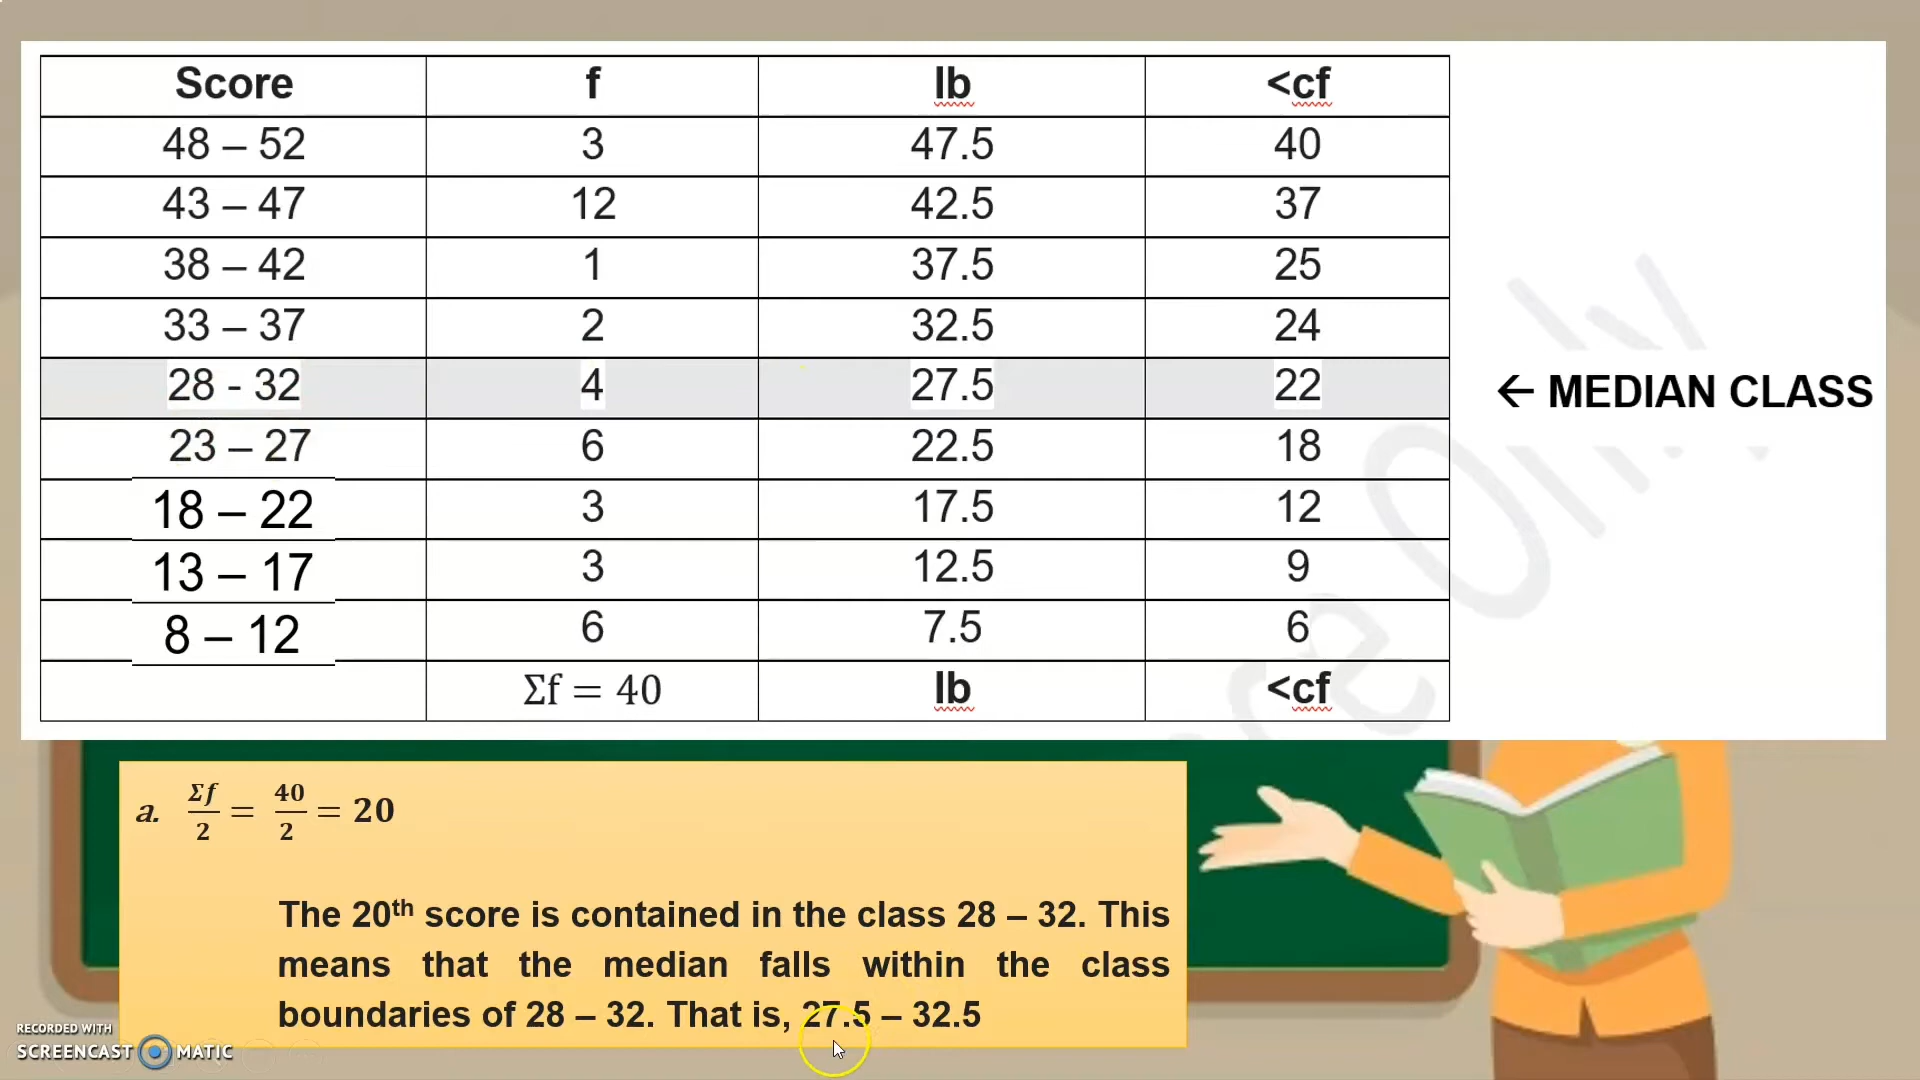 Score f lb <cf
48 – 52 3 47.5 40
43 – 47 12 42.5 37
38 – 42 1 37.5 25
33 – 37 2 32.5 24
28 - 32 4 27.5 22
← MEDIAN CLASS
23 – 27 6 22.5 18
18 – 22 3 17.5 12
13 – 17 3 12.5 9
8 – 12 6 7.5 6
Σf = 40 lb <cf
a. Σf/2 = 40/2 = 20
The 20th score is contained in the class 28 – 32. This
means that the median falls within the class
boundaries of 28 – 32. That is, 27.5 – 32.5
RECORDED WITH
SCREENCAST MATIC